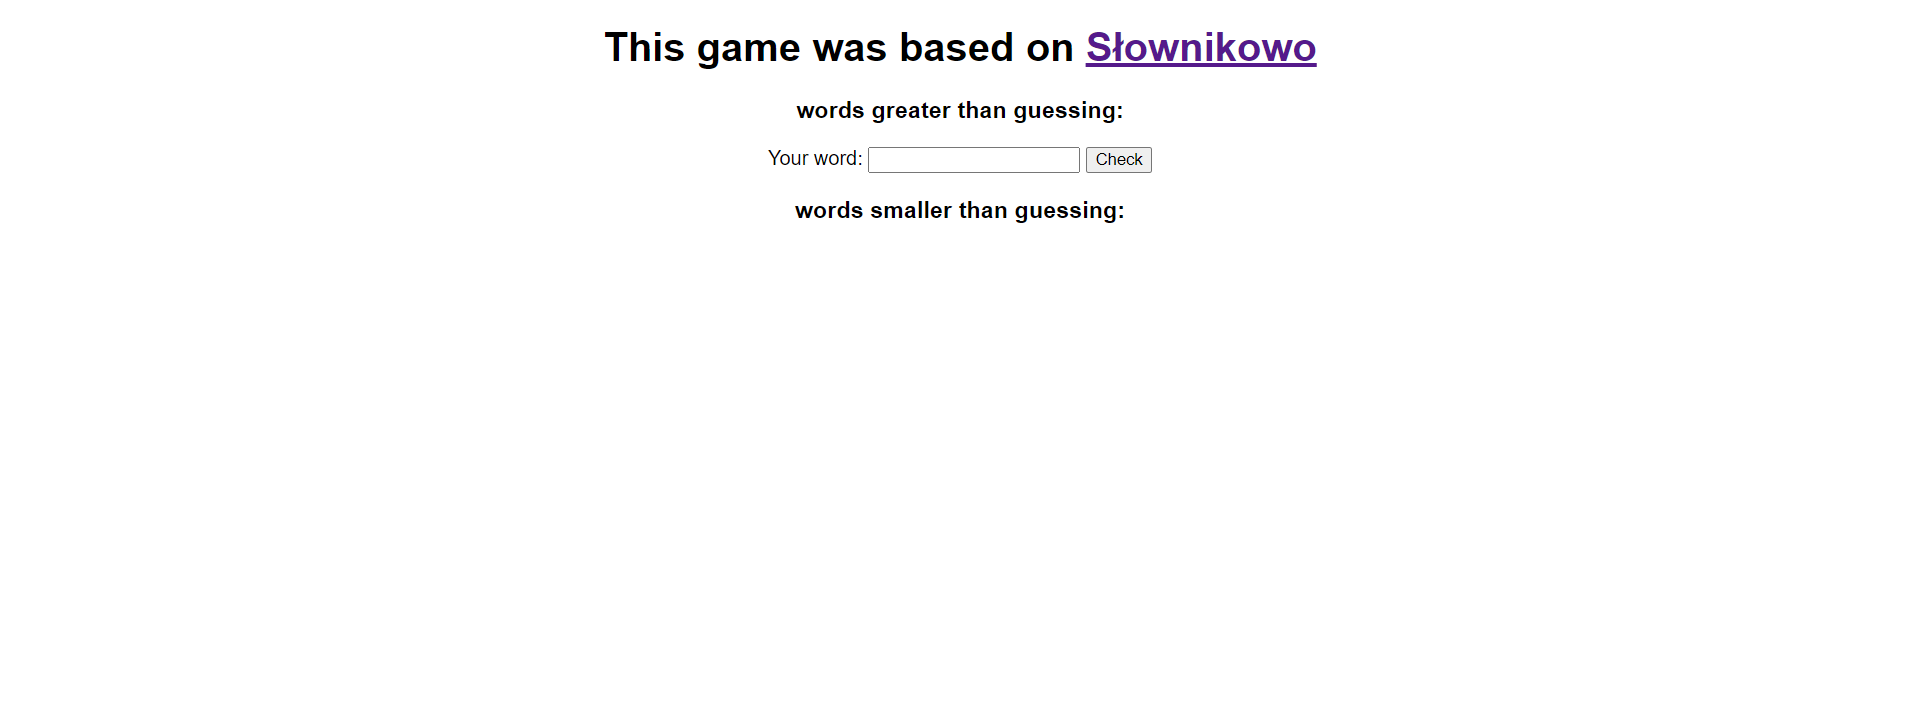 This game was based on Słownikowo
words greater than guessing:
Your word: Check
words smaller than guessing: